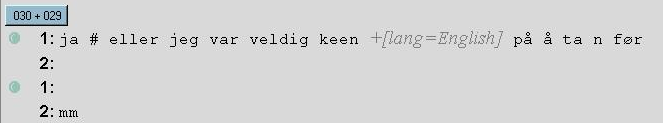 030 + 029
1: ja # eller jeg var veldig keen +[lang=English] på å ta n før
2:
1:
2: mm